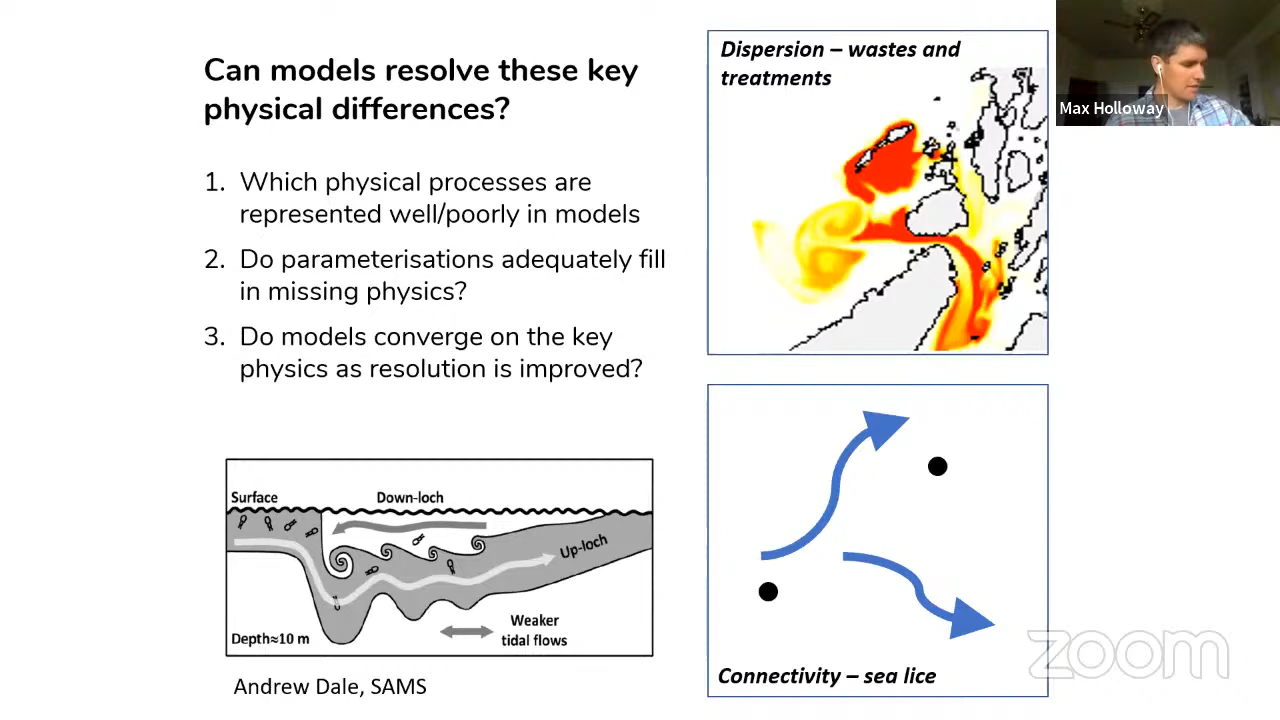 Can models resolve these key
physical differences?
1. Which physical processes are
represented well/poorly in models
2. Do parameterisations adequately fill
in missing physics?
3. Do models converge on the key
physics as resolution is improved?
Surface
Down-loch
Up-loch
Depth≈10 m
Weaker
tidal flows
Andrew Dale, SAMS
Dispersion – wastes and
treatments
Connectivity – sea lice
Max Holloway
zoom